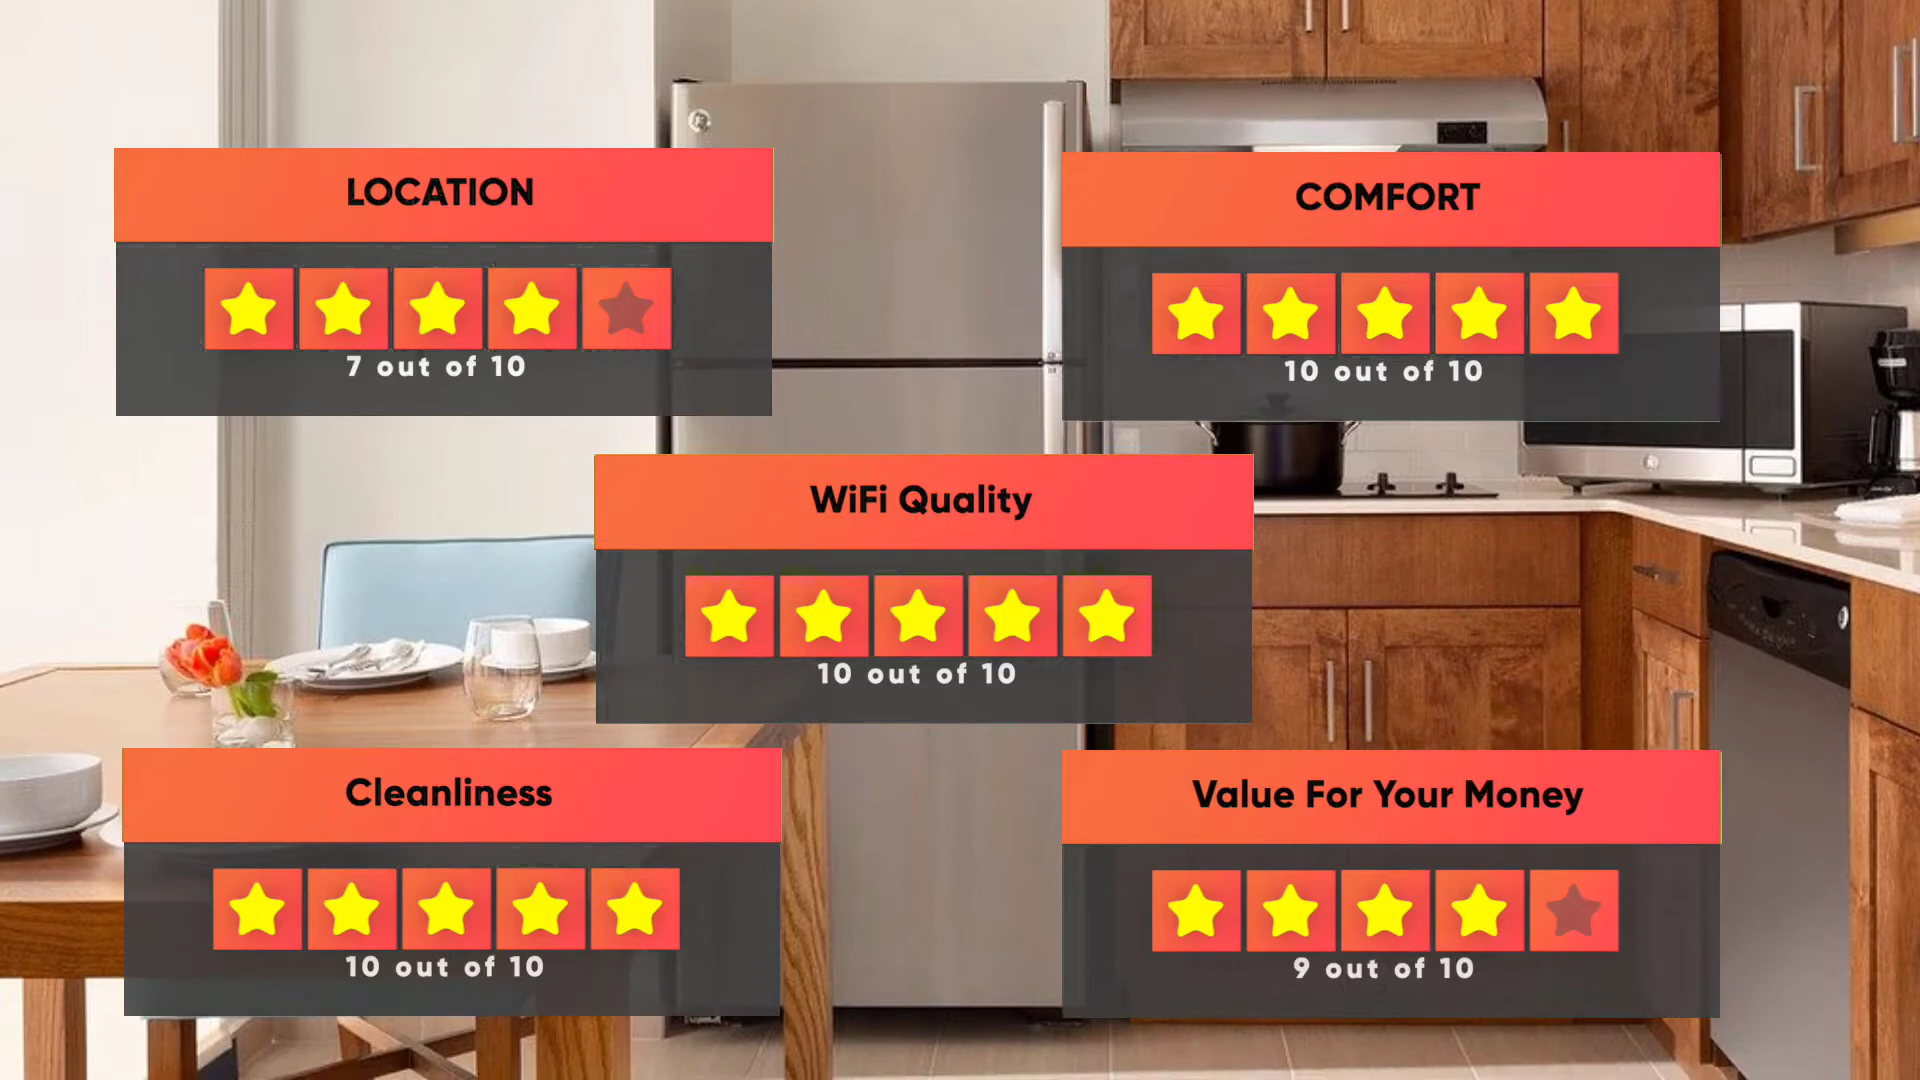 LOCATION
7 out of 10
COMFORT
10 out of 10
WiFi Quality
10 out of 10
Cleanliness
10 out of 10
Value For Your Money
9 out of 10